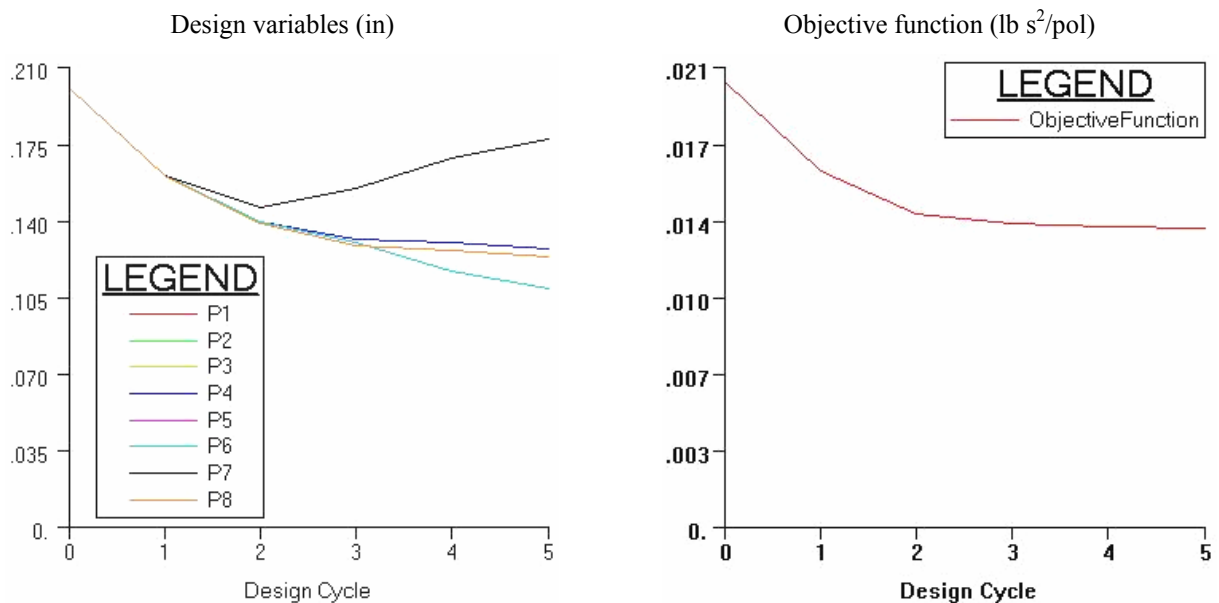 Design variables (in)
.210
.175
.140
.105
.070
.035
0.
LEGEND
P1
P2
P3
P4
P5
P6
P7
P8
0 1 2 3 4 5
Design Cycle
Objective function (lb s²/pol)
.021
.017
.014
.010
.007
.003
0.
LEGEND
ObjectiveFunction
0 1 2 3 4 5
Design Cycle